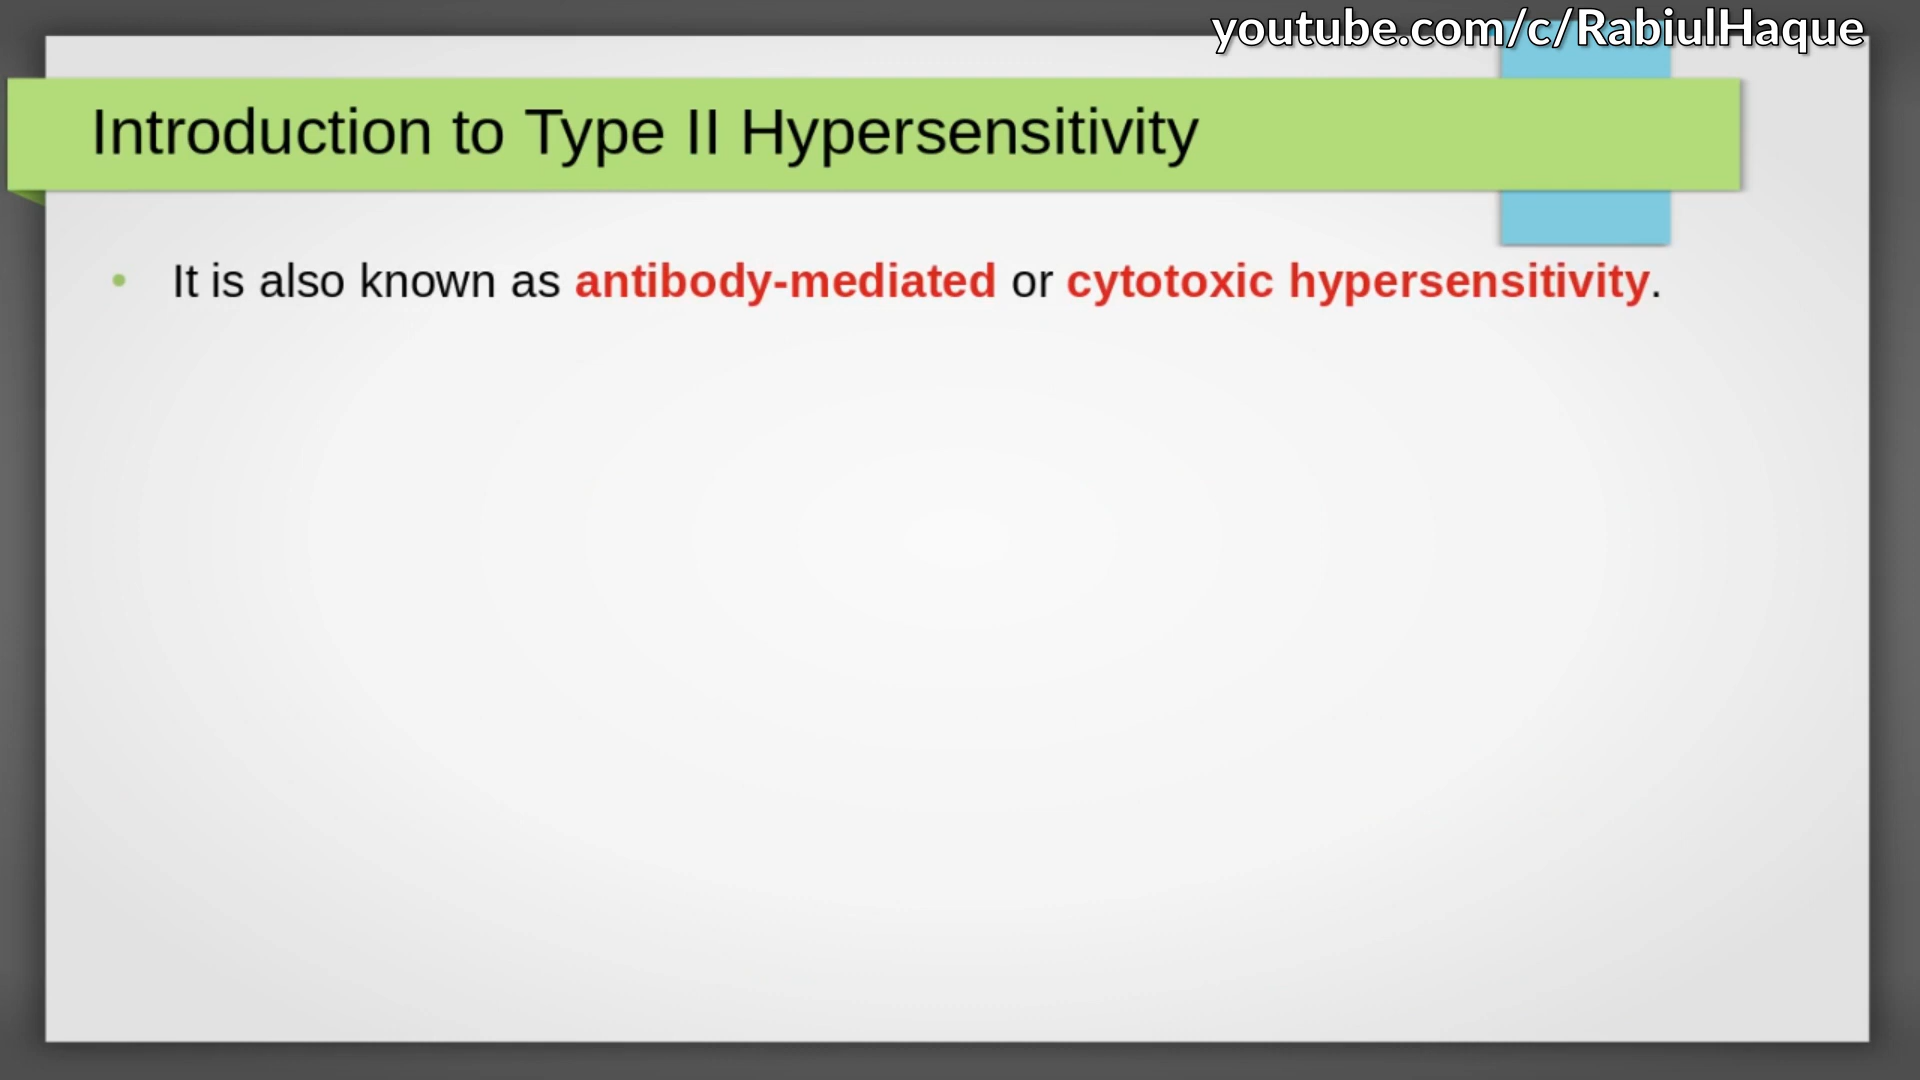 youtube.com/c/RabiulHaque
Introduction to Type II Hypersensitivity
• It is also known as antibody-mediated or cytotoxic hypersensitivity.